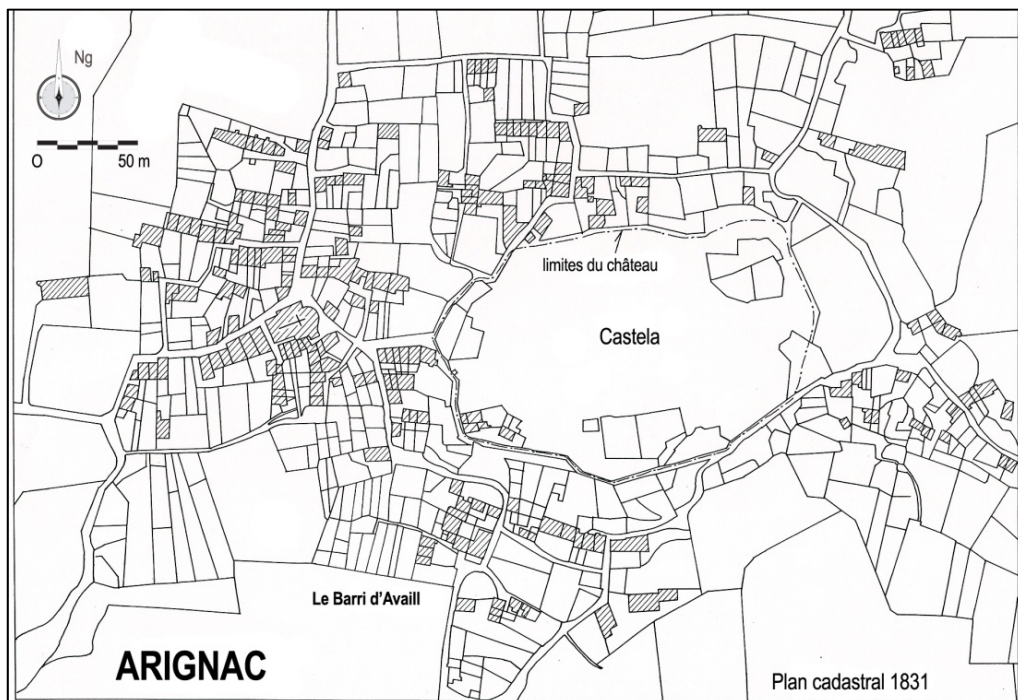 Ng
O 50 m
limites du château
Castela
Le Barri d'Availl
ARIGNAC
Plan cadastral 1831